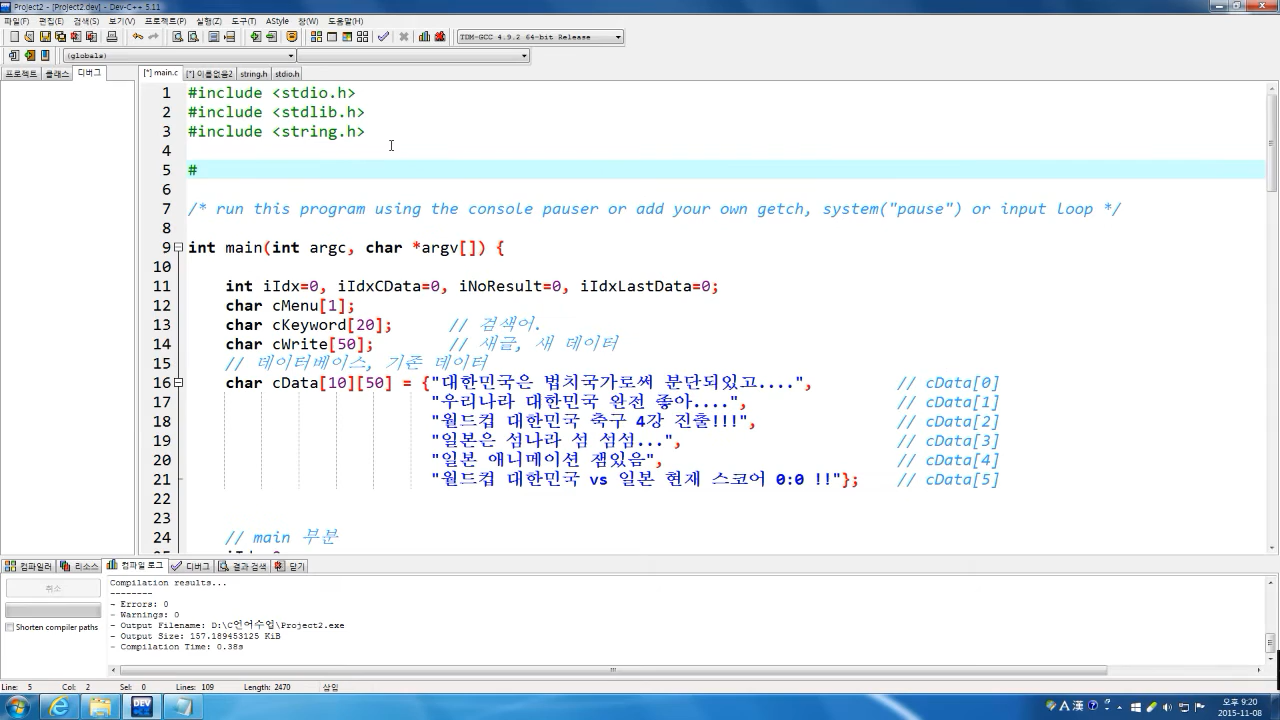 Project2 - [Project2.dev] - Dev-C++ 5.11
파일(F) 편집(E) 검색(S) 보기(V) 프로젝트(P) 실행(Z) 도구(T) AStyle 창(W) 도움말(H)
TDM-GCC 4.9.2 64-bit Release
(globals)
프로젝트 클래스 디버그 [*] main.c [*] 이름없음2 string.h stdio.h
1 #include <stdio.h>
2 #include <stdlib.h>
3 #include <string.h>
4
5 #
6
7 /* run this program using the console pauser or add your own getch, system("pause") or input loop */
8
9 int main(int argc, char *argv[]) {
10
11 int iIdx=0, iIdxCData=0, iNoResult=0, iIdxLastData=0;
12 char cMenu[1];
13 char cKeyword[20]; // 검색어.
14 char cWrite[50]; // 새글, 새 데이터
15 // 데이터베이스, 기존 데이터
16 char cData[10][50] = {"대한민국은 법치국가로써 분단되있고....", // cData[0]
17 "우리나라 대한민국 완전 좋아....", // cData[1]
18 "월드컵 대한민국 축구 4강 진출!!!", // cData[2]
19 "일본은 섬나라 섬 섬섬...", // cData[3]
20 "일본 애니메이션 잼있음", // cData[4]
21 "월드컵 대한민국 vs 일본 현재 스코어 0:0 !!"}; // cData[5]
22
23
24 // main 부분
컴파일러 리소스 컴파일 로그 디버그 결과 검색 닫기
취소
Shorten compiler paths
Compilation results...
--------
- Errors: 0
- Warnings: 0
- Output Filename: D:\C언어수업\Project2.exe
- Output Size: 157.189453125 KiB
- Compilation Time: 0.38s
Line: 5 Col: 2 Sel: 0 Lines: 109 Length: 2470 삽입
DEV
A 漢
오후 9:20
2015-11-08